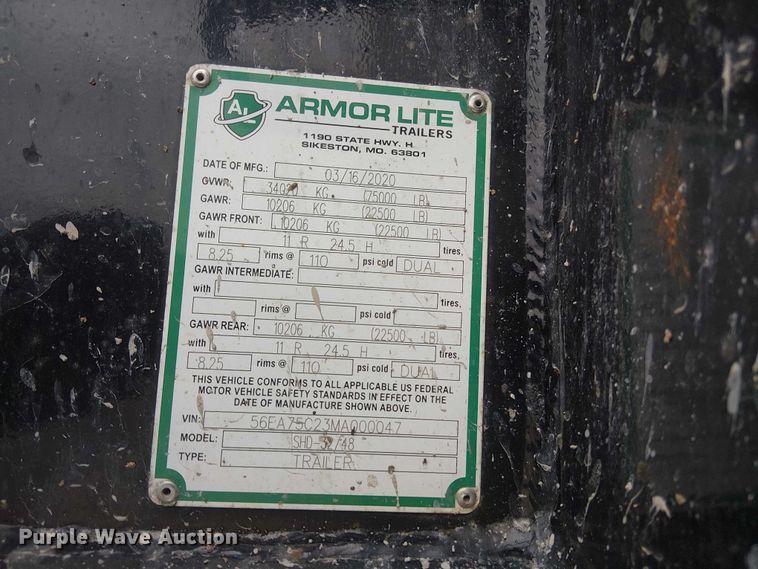 AL ARMOR LITE
TRAILERS
1190 STATE HWY. H
SIKESTON, MO. 63801
DATE OF MFG.: 03/16/2020
GVWR: 34020 KG (75000 LB)
GAWR: 10206 KG (22500 LB)
GAWR FRONT: 10206 KG (22500 LB)
with 11 R 24.5 H tires,
8.25 rims @ 110 psi cold DUAL
GAWR INTERMEDIATE:
with tires,
rims @ psi cold
GAWR REAR: 10206 KG (22500 LB)
with 11 R 24.5 H tires,
8.25 rims @ 110 psi cold DUAL
THIS VEHICLE CONFORMS TO ALL APPLICABLE US FEDERAL
MOTOR VEHICLE SAFETY STANDARDS IN EFFECT ON THE
DATE OF MANUFACTURE SHOWN ABOVE.
VIN: 56EA75C23MA000047
MODEL: SHD-52/48
TYPE: TRAILER
Purple Wave Auction